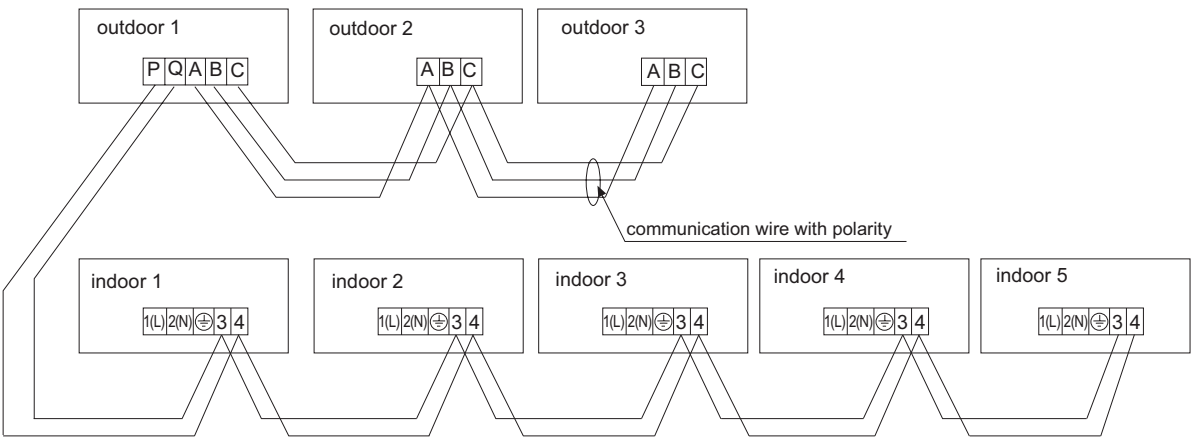 outdoor 1
P Q A B C
outdoor 2
A B C
outdoor 3
A B C
communication wire with polarity
indoor 1
1(L) 2(N) ⏚ 3 4
indoor 2
1(L) 2(N) ⏚ 3 4
indoor 3
1(L) 2(N) ⏚ 3 4
indoor 4
1(L) 2(N) ⏚ 3 4
indoor 5
1(L) 2(N) ⏚ 3 4